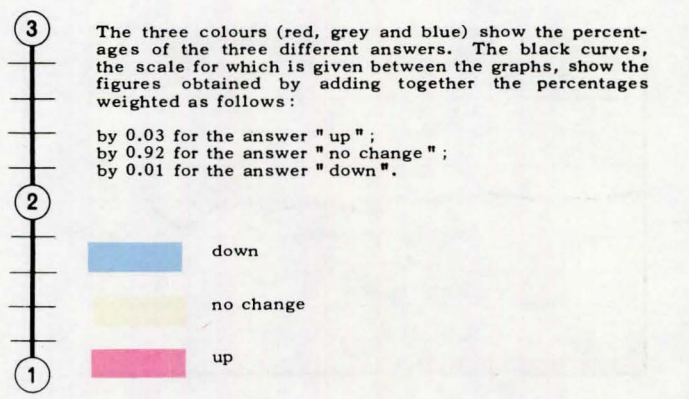 3
The three colours (red, grey and blue) show the percent-
ages of the three different answers. The black curves,
the scale for which is given between the graphs, show the
figures obtained by adding together the percentages
weighted as follows :
by 0.03 for the answer " up " ;
by 0.92 for the answer " no change " ;
by 0.01 for the answer " down ".
2
down
no change
up
1